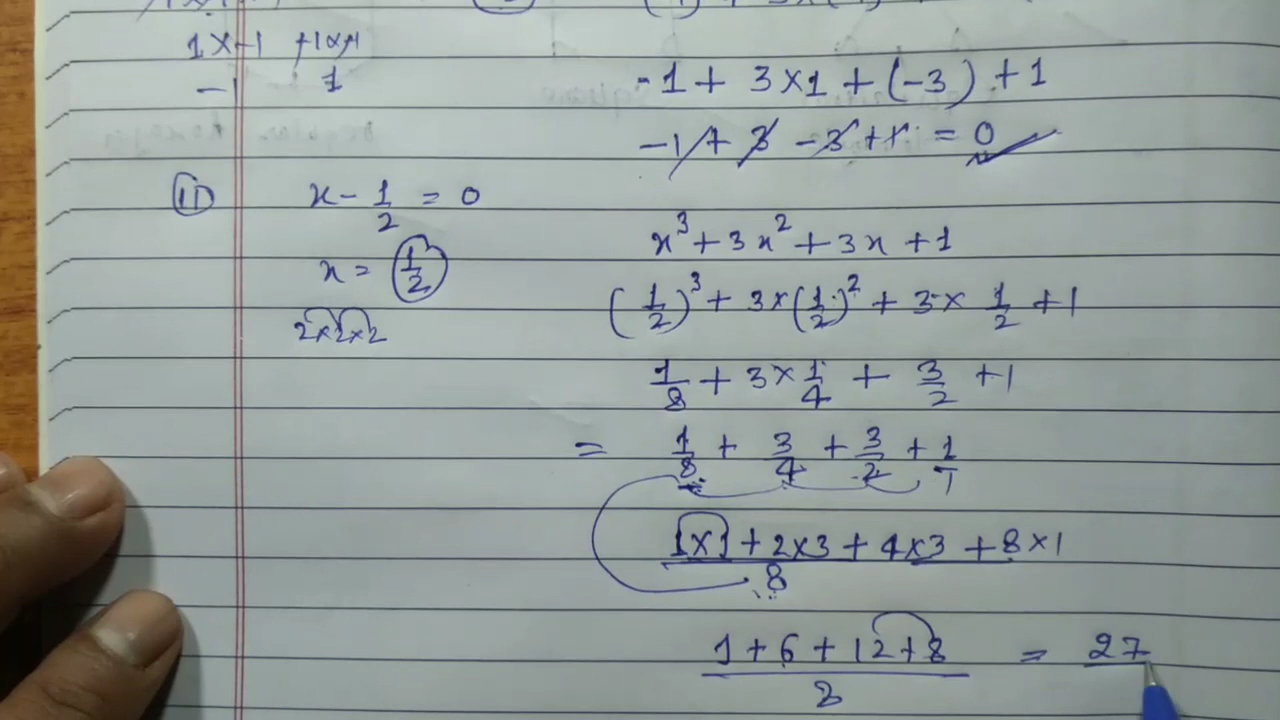 1×-1 +1×+1
-1 1
-1 + 3×1 + (-3) + 1
-1 + 3 - 3 + 1 = 0
(ii) x - 1/2 = 0
x³ + 3x² + 3x + 1
x = 1/2
(1/2)³ + 3×(1/2)² + 3× 1/2 + 1
2×2×2
1/8 + 3×1/4 + 3/2 + 1
= 1/8 + 3/4 + 3/2 + 1/1
1×1 + 2×3 + 4×3 + 8×1 / 8
1 + 6 + 12 + 8 / 8 = 27